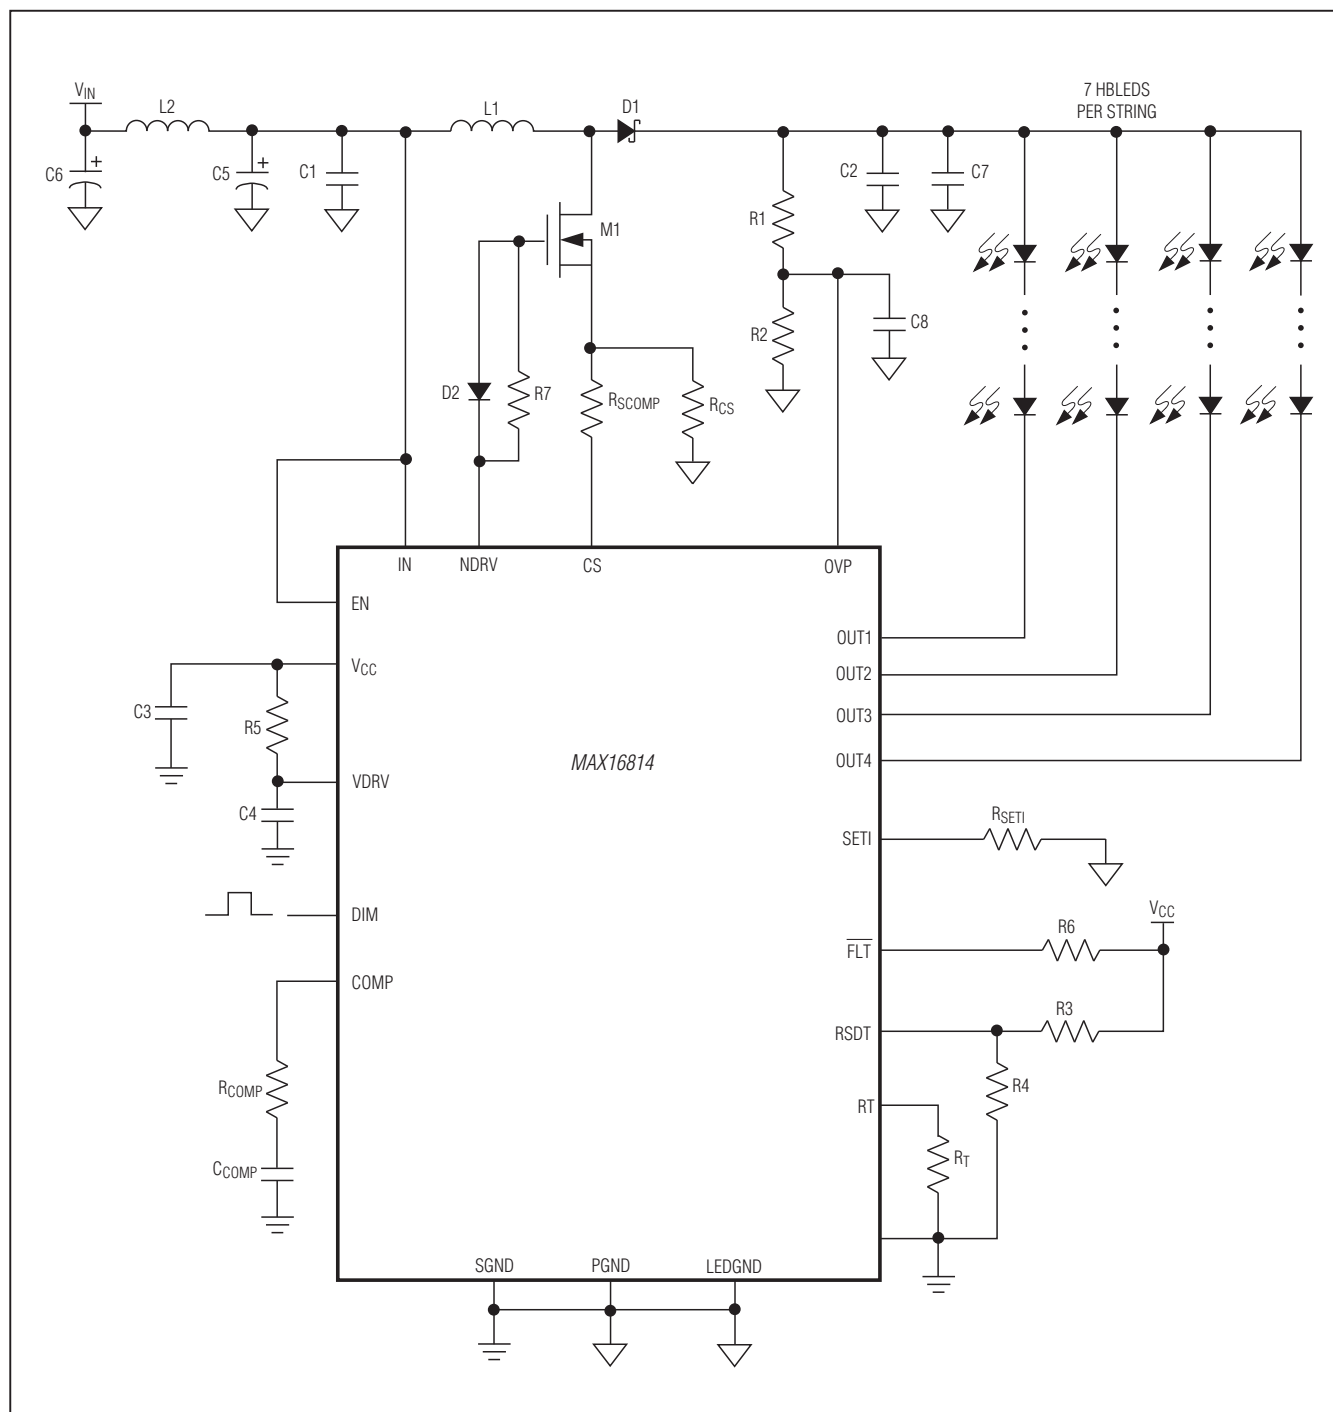 7 HBLEDS
PER STRING
VIN
L2
L1
D1
C6
+
C5
+
C1
C2
C7
R1
M1
R2
C8
D2
R7
RSCOMP
RCS
IN
NDRV
CS
OVP
EN
OUT1
VCC
OUT2
C3
R5
OUT3
MAX16814
OUT4
VDRV
C4
RSETI
SETI
DIM
VCC
R6
FLT
COMP
R3
RSDT
RCOMP
R4
RT
CCOMP
RT
SGND
PGND
LEDGND